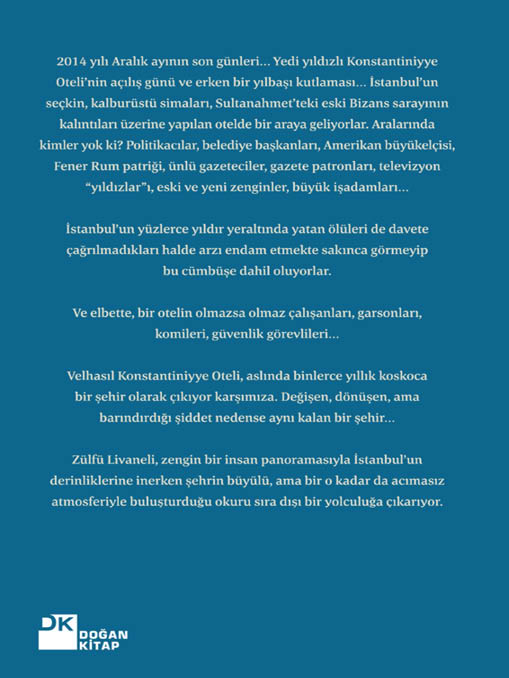 2014 yılı Aralık ayının son günleri... Yedi yıldızlı Konstantiniyye
Oteli'nin açılış günü ve erken bir yılbaşı kutlaması... İstanbul'un
seçkin, kalburüstü simaları, Sultanahmet'teki eski Bizans sarayının
kalıntıları üzerine yapılan otelde bir araya geliyorlar. Aralarında
kimler yok ki? Politikacılar, belediye başkanları, Amerikan büyükelçisi,
Fener Rum patriği, ünlü gazeteciler, gazete patronları, televizyon
“yıldızlar”ı, eski ve yeni zenginler, büyük işadamları...
İstanbul'un yüzlerce yıldır yeraltında yatan ölüleri de davete
çağrılmadıkları halde arzı endam etmekte sakınca görmeyip
bu cümbüşe dahil oluyorlar.
Ve elbette, bir otelin olmazsa olmaz çalışanları, garsonları,
komileri, güvenlik görevlileri...
Velhasıl Konstantiniyye Oteli, aslında binlerce yıllık koskoca
bir şehir olarak çıkıyor karşımıza. Değişen, dönüşen, ama
barındırdığı şiddet nedense aynı kalan bir şehir...
Zülfü Livaneli, zengin bir insan panoramasıyla İstanbul'un
derinliklerine inerken şehrin büyülü, ama bir o kadar da acımasız
atmosferiyle buluşturduğu okuru sıra dışı bir yolculuğa çıkarıyor.
DK
DOĞAN
KİTAP